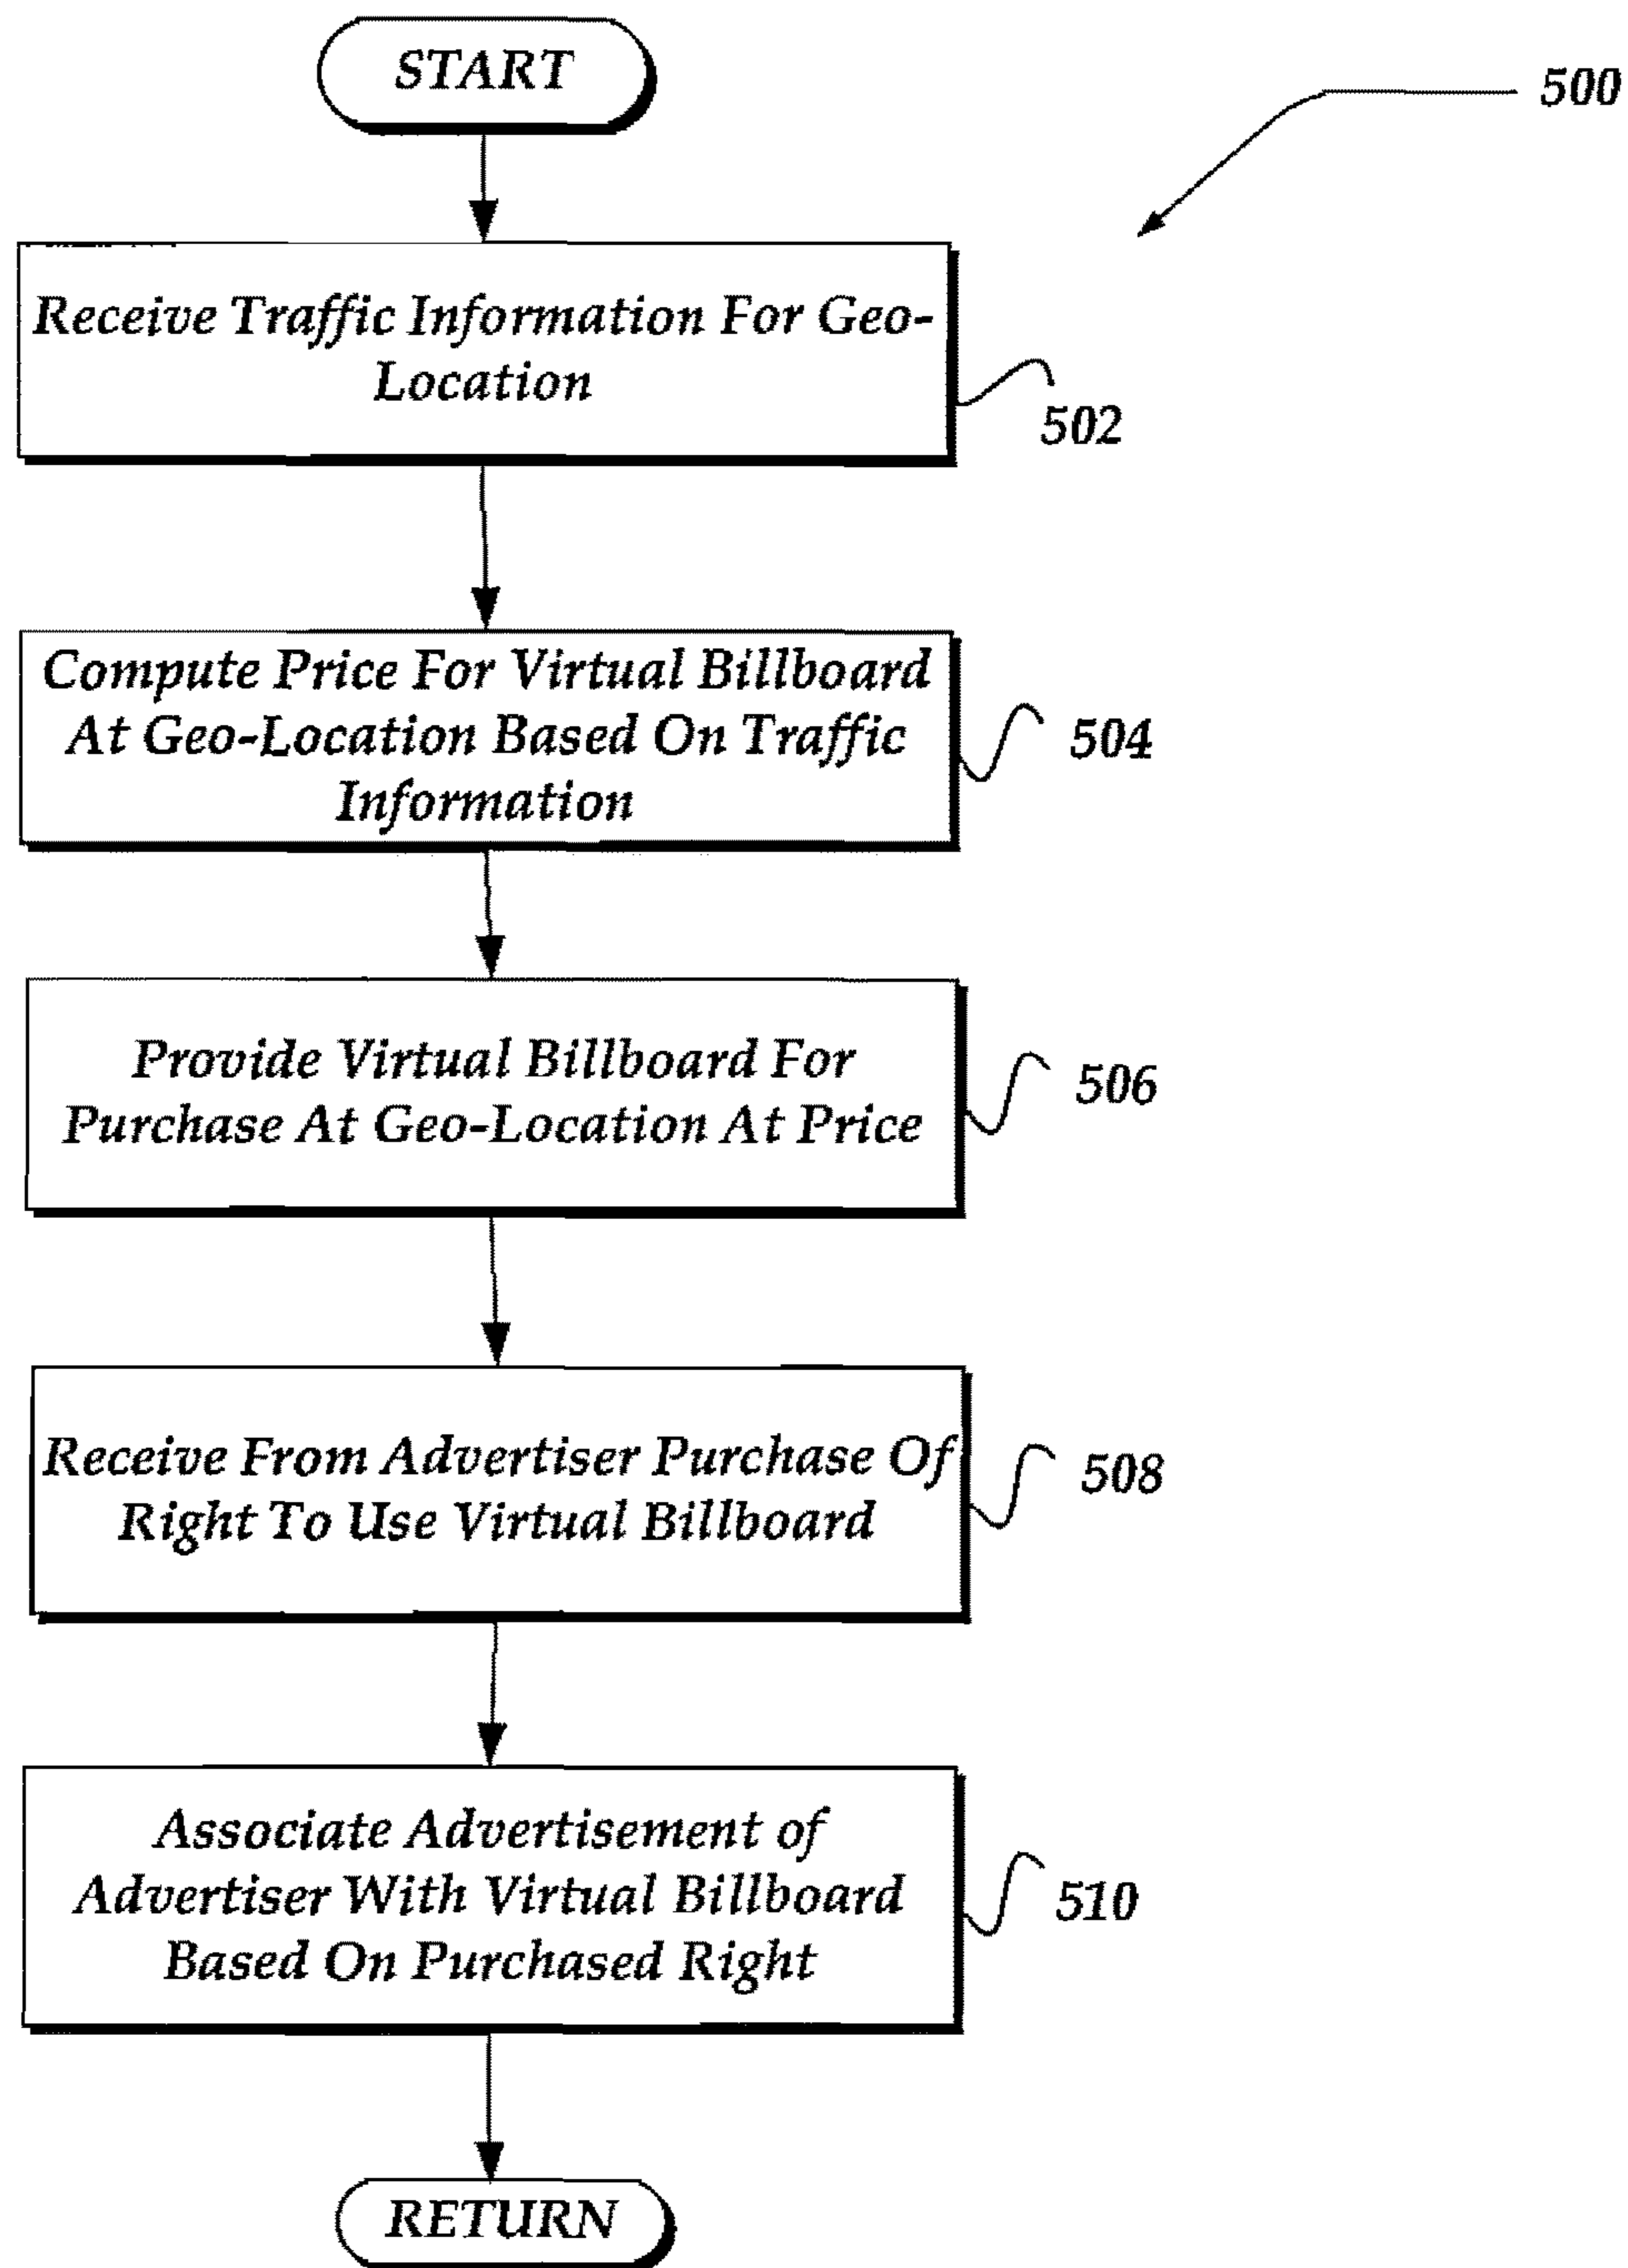 START
500
Receive Traffic Information For Geo-
Location
502
Compute Price For Virtual Billboard
At Geo-Location Based On Traffic
Information
504
Provide Virtual Billboard For
Purchase At Geo-Location At Price
506
Receive From Advertiser Purchase Of
Right To Use Virtual Billboard
508
Associate Advertisement of
Advertiser With Virtual Billboard
Based On Purchased Right
510
RETURN